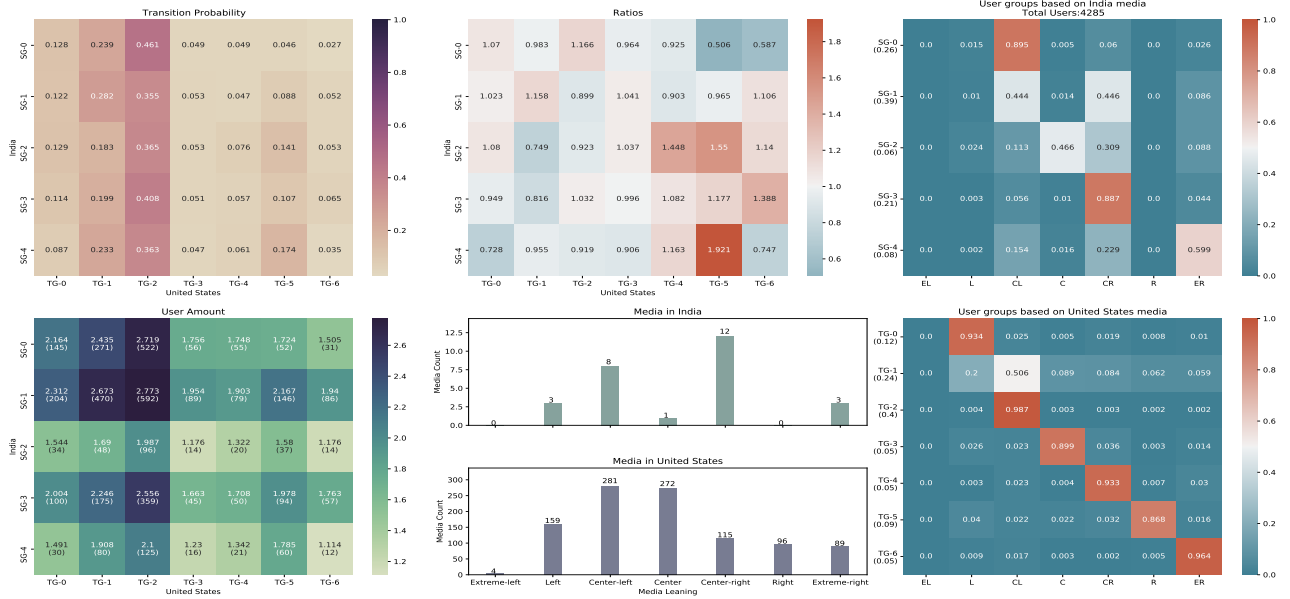 Transition Probability
SG-0 0.128 0.239 0.461 0.049 0.049 0.046 0.027
SG-1 0.122 0.282 0.355 0.053 0.047 0.088 0.052
SG-2 0.129 0.183 0.365 0.053 0.076 0.141 0.053
SG-3 0.114 0.199 0.408 0.051 0.057 0.107 0.065
SG-4 0.087 0.233 0.363 0.047 0.061 0.174 0.035
India
TG-0 TG-1 TG-2 TG-3 TG-4 TG-5 TG-6
United States
1.0
0.8
0.6
0.4
0.2
Ratios
SG-0 1.07 0.983 1.166 0.964 0.925 0.506 0.587
SG-1 1.023 1.158 0.899 1.041 0.903 0.965 1.106
SG-2 1.08 0.749 0.923 1.037 1.448 1.55 1.14
SG-3 0.949 0.816 1.032 0.996 1.082 1.177 1.388
SG-4 0.728 0.955 0.919 0.906 1.163 1.921 0.747
India
TG-0 TG-1 TG-2 TG-3 TG-4 TG-5 TG-6
United States
1.8
1.6
1.4
1.2
1.0
0.8
0.6
User groups based on India media
Total Users:4285
SG-0 0.0 0.015 0.895 0.005 0.06 0.0 0.026
(0.26)
SG-1 0.0 0.01 0.444 0.014 0.446 0.0 0.086
(0.39)
SG-2 0.0 0.024 0.113 0.466 0.309 0.0 0.088
(0.06)
SG-3 0.0 0.003 0.056 0.01 0.887 0.0 0.044
(0.21)
SG-4 0.0 0.002 0.154 0.016 0.229 0.0 0.599
(0.08)
EL L CL C CR R ER
1.0
0.8
0.6
0.4
0.2
0.0
User Amount
SG-0 2.164 2.435 2.719 1.756 1.748 1.724 1.505
(145) (271) (522) (56) (55) (52) (31)
SG-1 2.312 2.673 2.773 1.954 1.903 2.167 1.94
(204) (470) (592) (89) (79) (146) (86)
SG-2 1.544 1.69 1.987 1.176 1.322 1.58 1.176
(34) (48) (96) (14) (20) (37) (14)
SG-3 2.004 2.246 2.556 1.663 1.708 1.978 1.763
(100) (175) (359) (45) (50) (94) (57)
SG-4 1.491 1.908 2.1 1.23 1.342 1.785 1.114
(30) (80) (125) (16) (21) (60) (12)
India
TG-0 TG-1 TG-2 TG-3 TG-4 TG-5 TG-6
United States
2.6
2.4
2.2
2.0
1.8
1.6
1.4
1.2
Media in India
Media Count
12.5
10.0
7.5
5.0
2.5
0.0
0 3 8 1 12 0 3
Media in United States
Media Count
300
250
200
150
100
50
0
4 159 281 272 115 96 89
Extreme-left Left Center-left Center Center-right Right Extreme-right
Media Leaning
User groups based on United States media
TG-0 0.0 0.934 0.025 0.005 0.019 0.008 0.01
(0.12)
TG-1 0.0 0.2 0.506 0.089 0.084 0.062 0.059
(0.24)
TG-2 0.0 0.004 0.987 0.003 0.003 0.002 0.002
(0.4)
TG-3 0.0 0.026 0.023 0.899 0.036 0.003 0.014
(0.05)
TG-4 0.0 0.004 0.022 0.004 0.933 0.007 0.03
(0.05)
TG-5 0.0 0.04 0.022 0.022 0.032 0.868 0.016
(0.09)
TG-6 0.0 0.009 0.017 0.003 0.002 0.005 0.964
(0.05)
EL L CL C CR R ER
1.0
0.8
0.6
0.4
0.2
0.0